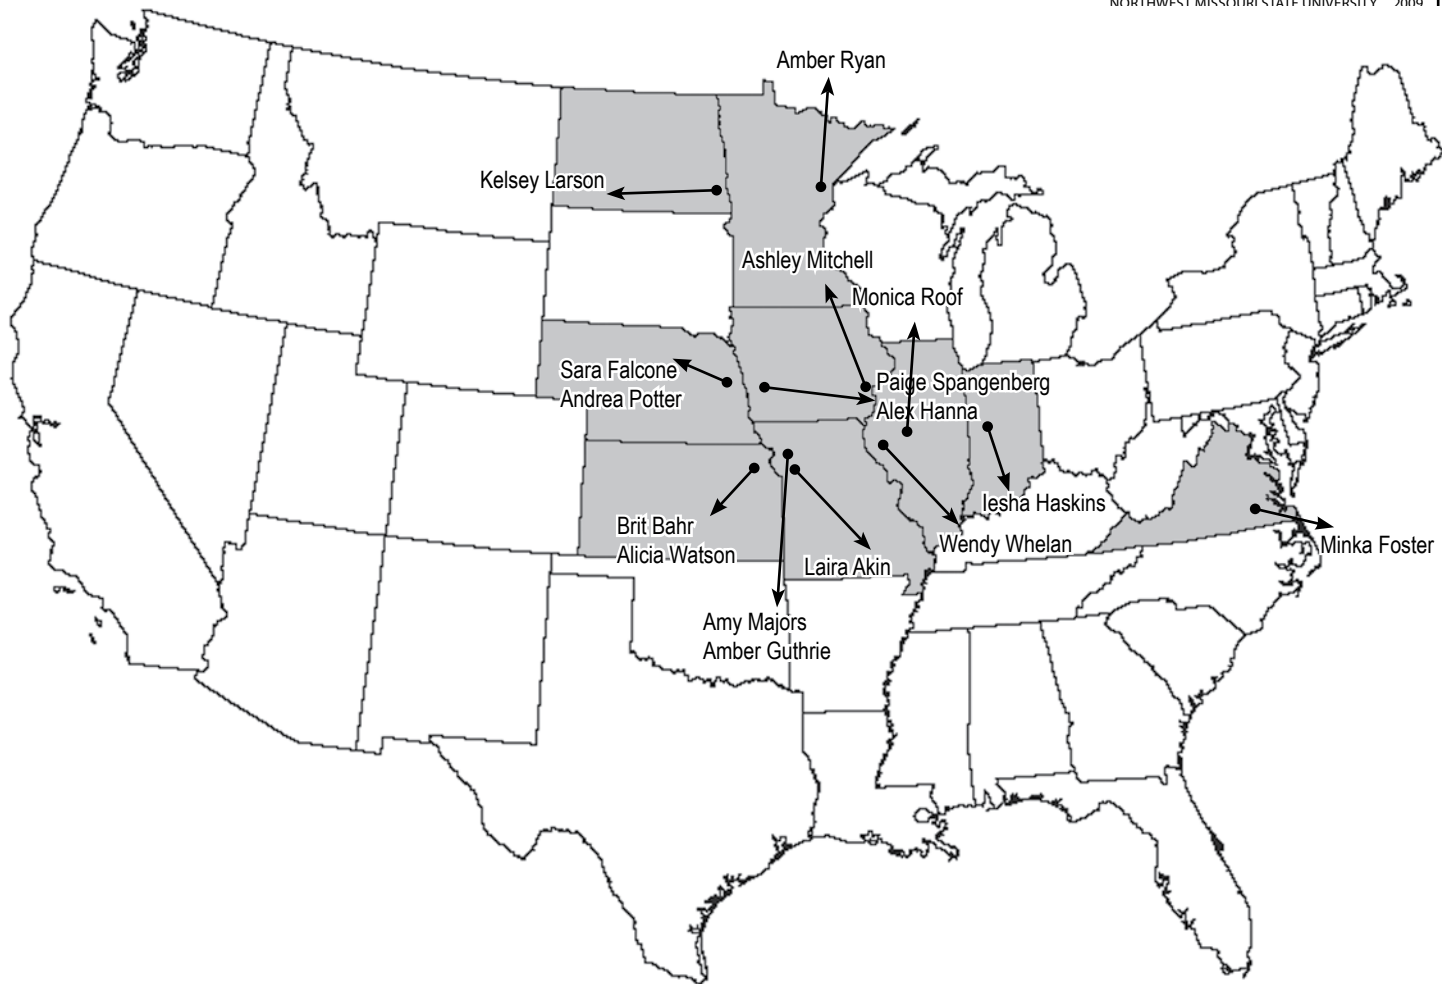 NORTHWEST MISSOURI STATE UNIVERSITY 2009
Amber Ryan
Kelsey Larson
Ashley Mitchell
Monica Roof
Sara Falcone
Andrea Potter
Paige Spangenberg
Alex Hanna
Iesha Haskins
Brit Bahr
Alicia Watson
Wendy Whelan
Minka Foster
Laira Akin
Amy Majors
Amber Guthrie